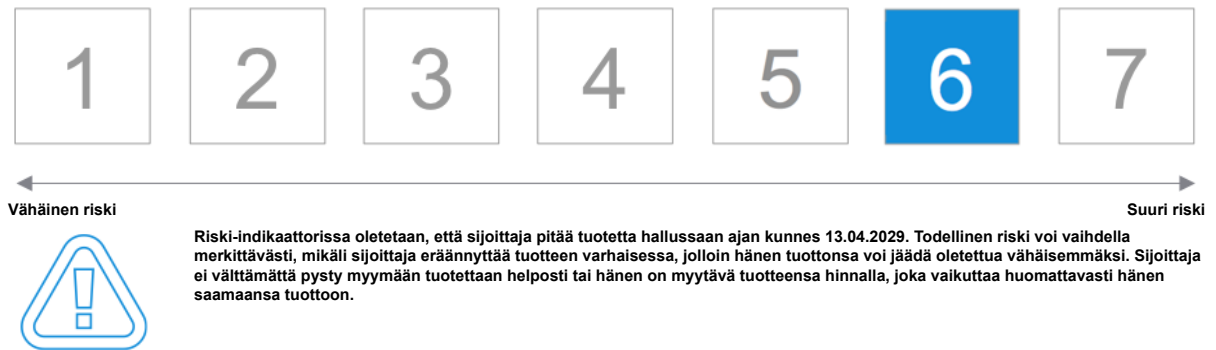 1 2 3 4 5 6 7
Vähäinen riski Suuri riski
Riski-indikaattorissa oletetaan, että sijoittaja pitää tuotetta hallussaan ajan kunnes 13.04.2029. Todellinen riski voi vaihdella
merkittävästi, mikäli sijoittaja eräännyttää tuotteen varhaisessa, jolloin hänen tuottonsa voi jäädä oletettua vähäisemmäksi. Sijoittaja
ei välttämättä pysty myymään tuotettaan helposti tai hänen on myytävä tuotteensa hinnalla, joka vaikuttaa huomattavasti hänen
saamaansa tuottoon.